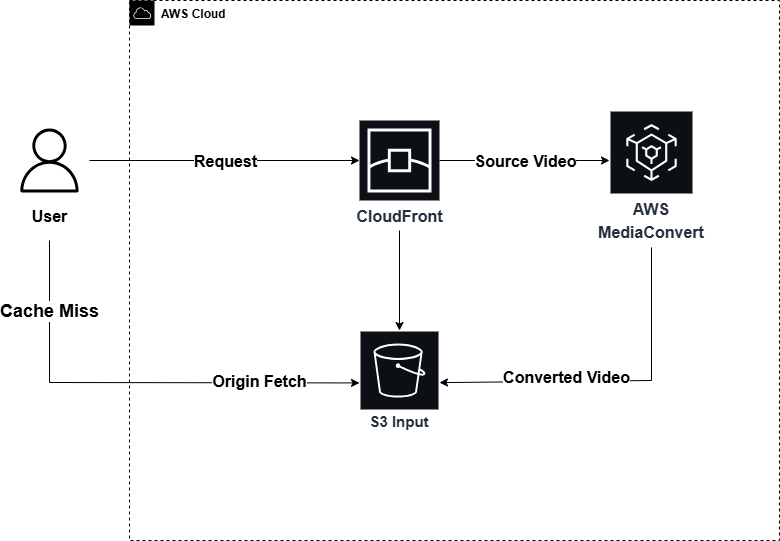 AWS Cloud
Request
Source Video
User
CloudFront
AWS
MediaConvert
Cache Miss
Origin Fetch
Converted Video
S3 Input